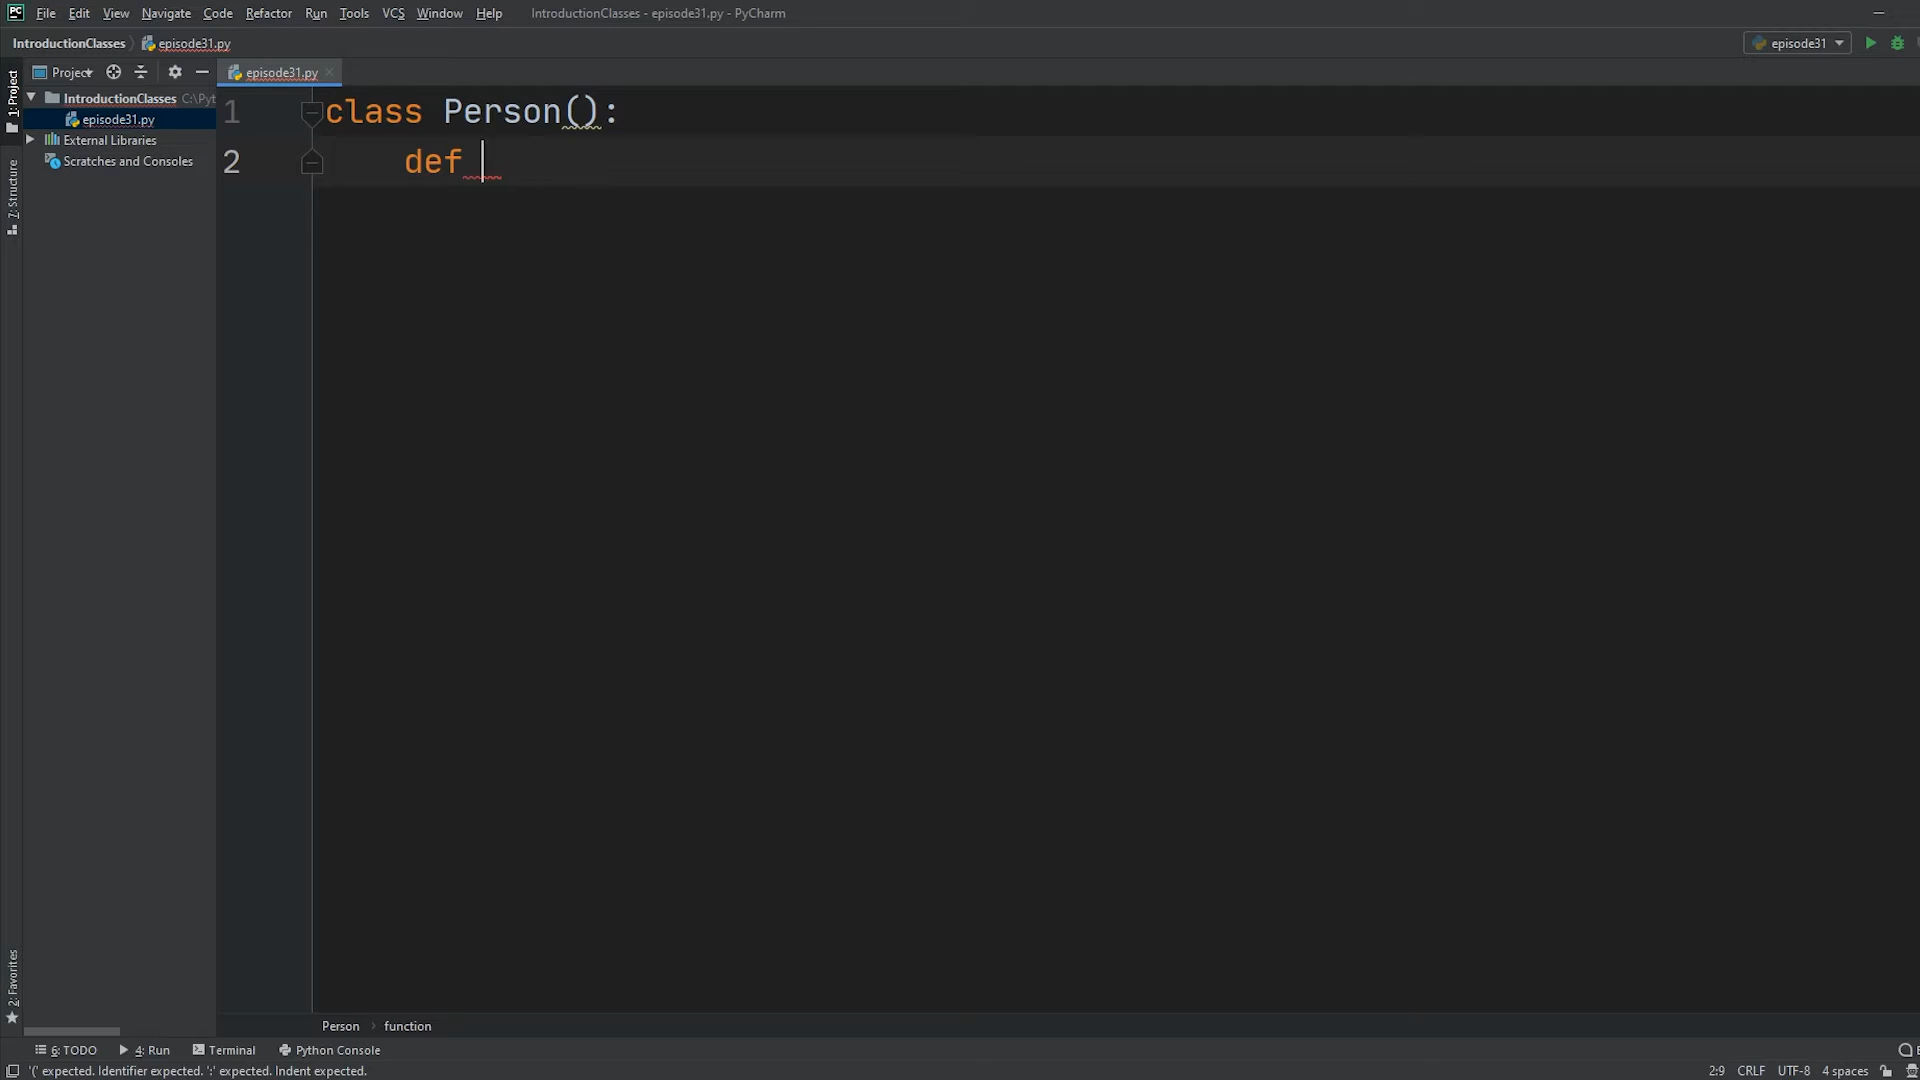 PC File Edit View Navigate Code Refactor Run Tools VCS Window Help IntroductionClasses - episode31.py - PyCharm
IntroductionClasses episode31.py episode31
1: Project
Project episode31.py
IntroductionClasses C:\Pyt
episode31.py
External Libraries
Scratches and Consoles
7: Structure
2: Favorites
1 class Person():
2 def
Person function
6: TODO 4: Run Terminal Python Console
'(' expected. Identifier expected. ':' expected. Indent expected. 2:9 CRLF UTF-8 4 spaces